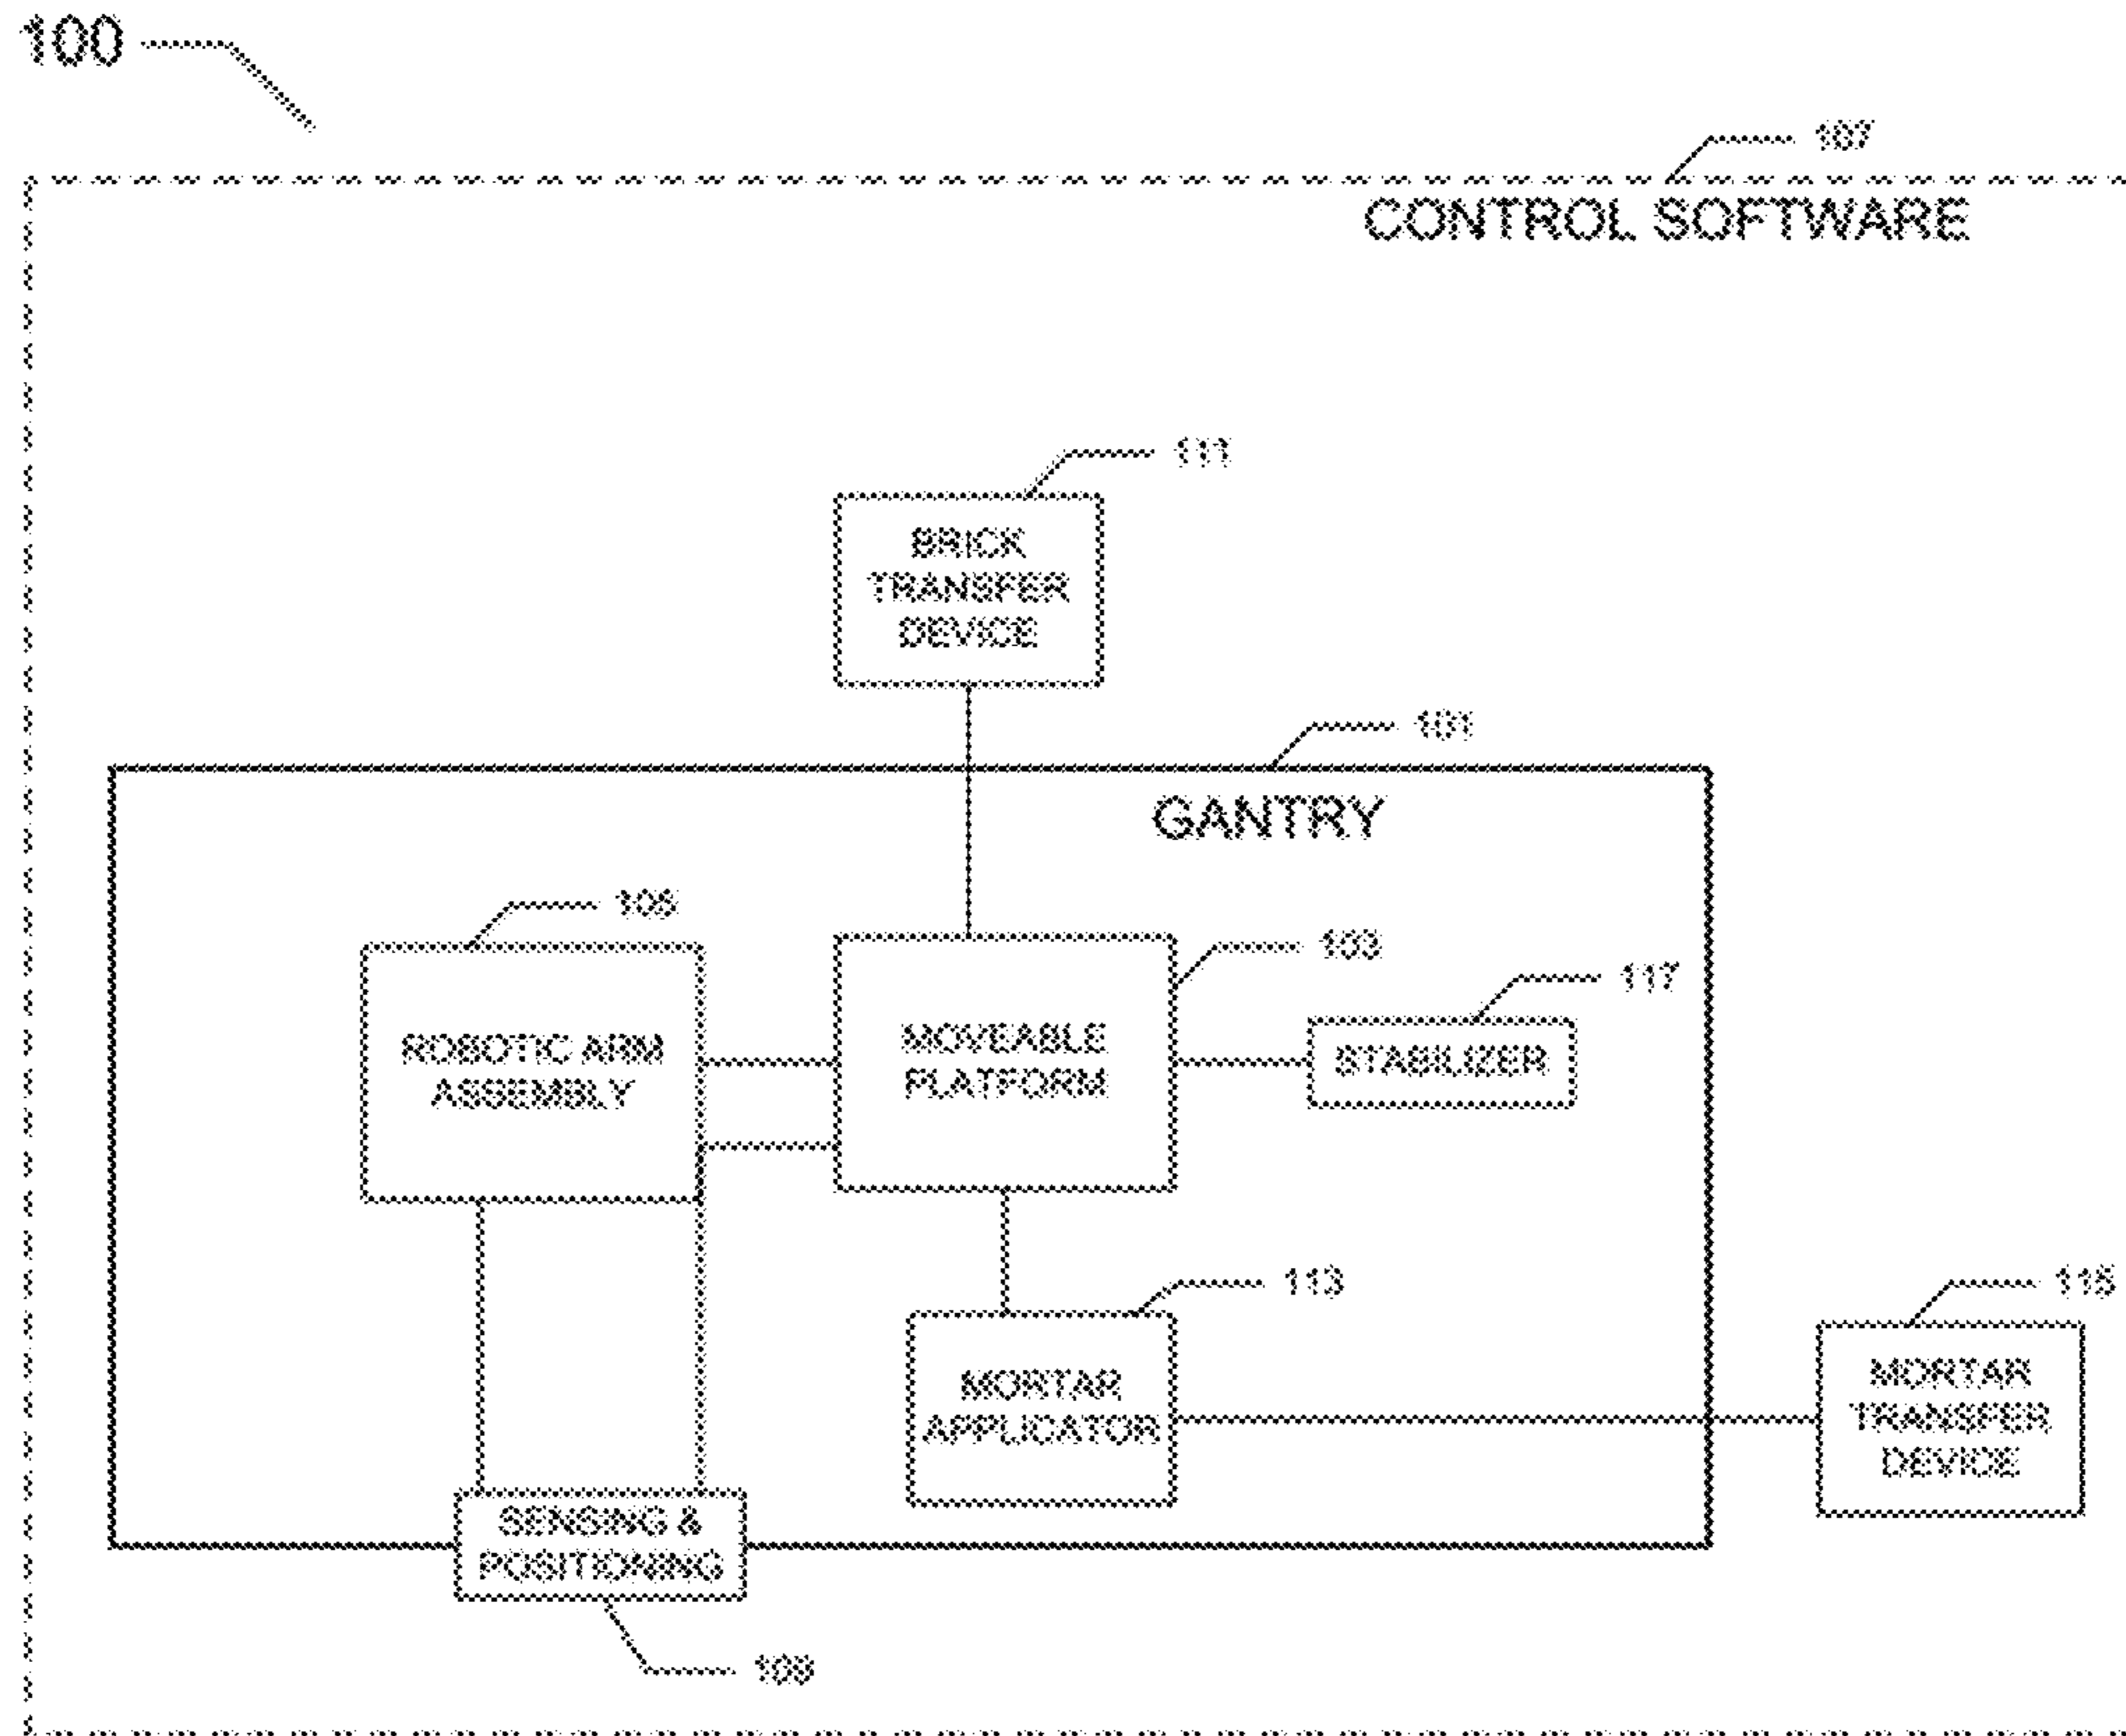 100
107
CONTROL SOFTWARE
111
BRICK
TRANSFER
DEVICE
101
GANTRY
105
ROBOTIC ARM
ASSEMBLY
103
MOVEABLE
PLATFORM
117
STABILIZER
113
MORTAR
APPLICATOR
115
MORTAR
TRANSFER
DEVICE
SENSING &
POSITIONING
109